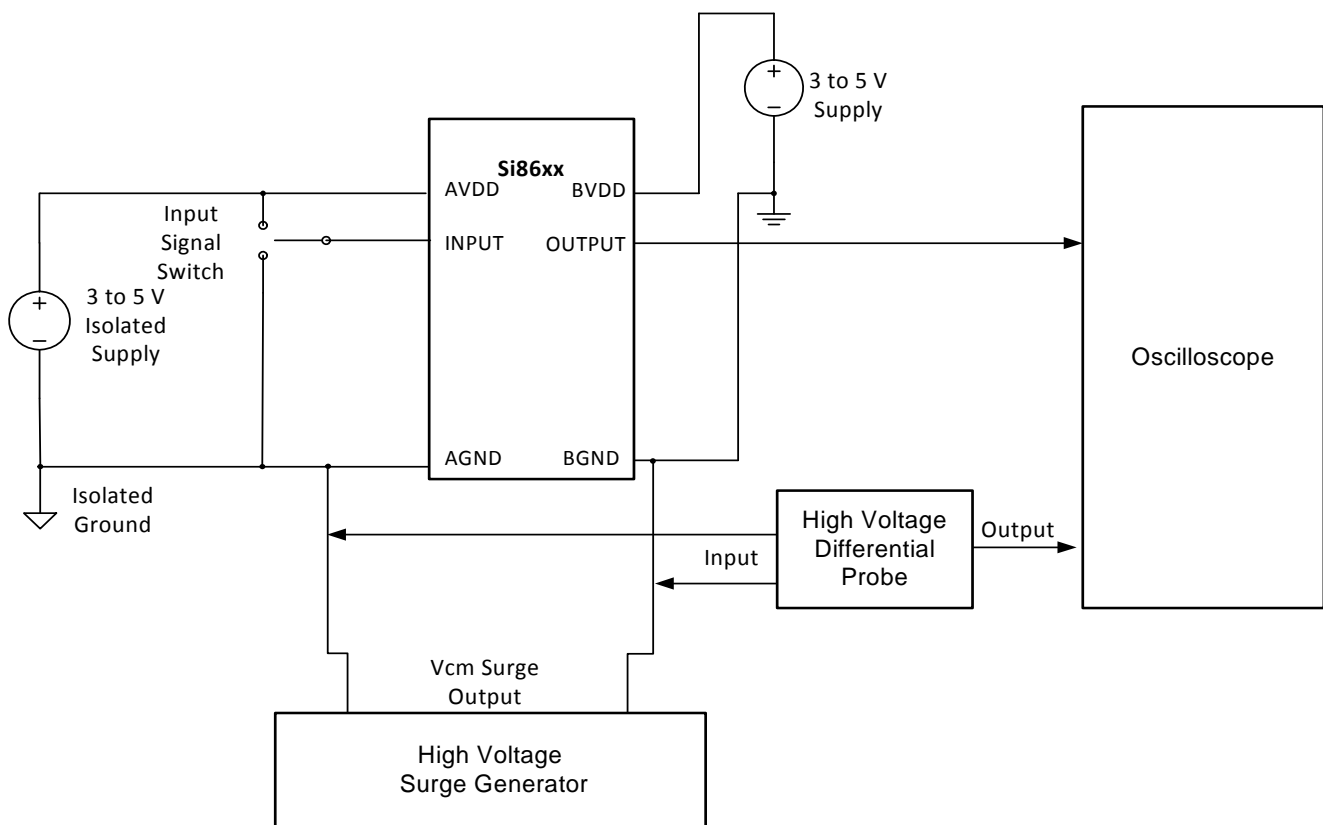 3 to 5 V
Supply
Si86xx
AVDD
BVDD
Input
Signal
Switch
INPUT
OUTPUT
+
−
3 to 5 V
Isolated
Supply
+
−
Oscilloscope
AGND
BGND
Isolated
Ground
High Voltage
Differential
Probe
Input
Output
Vcm Surge
Output
High Voltage
Surge Generator